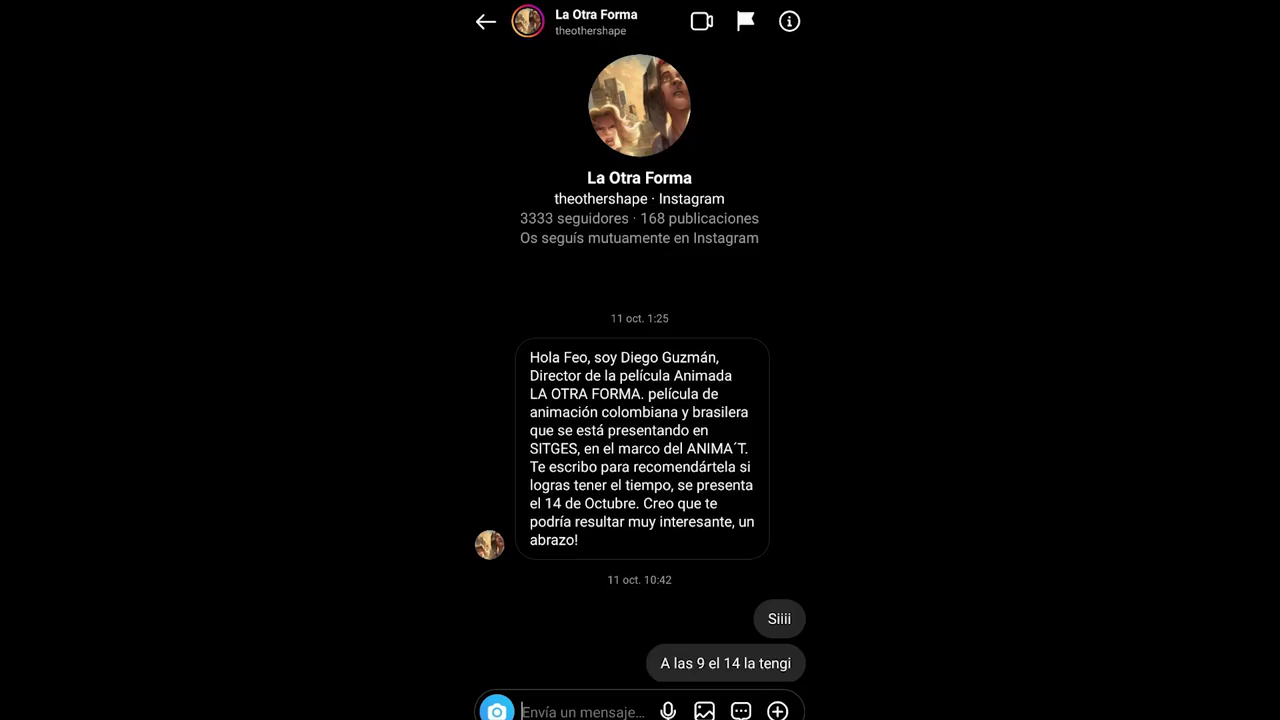 La Otra Forma
theothershape
La Otra Forma
theothershape · Instagram
3333 seguidores · 168 publicaciones
Os seguís mutuamente en Instagram
11 oct. 1:25
Hola Feo, soy Diego Guzmán,
Director de la película Animada
LA OTRA FORMA. película de
animación colombiana y brasilera
que se está presentando en
SITGES, en el marco del ANIMA´T.
Te escribo para recomendártela si
logras tener el tiempo, se presenta
el 14 de Octubre. Creo que te
podría resultar muy interesante, un
abrazo!
11 oct. 10:42
Siiii
A las 9 el 14 la tengi
Envía un mensaje...